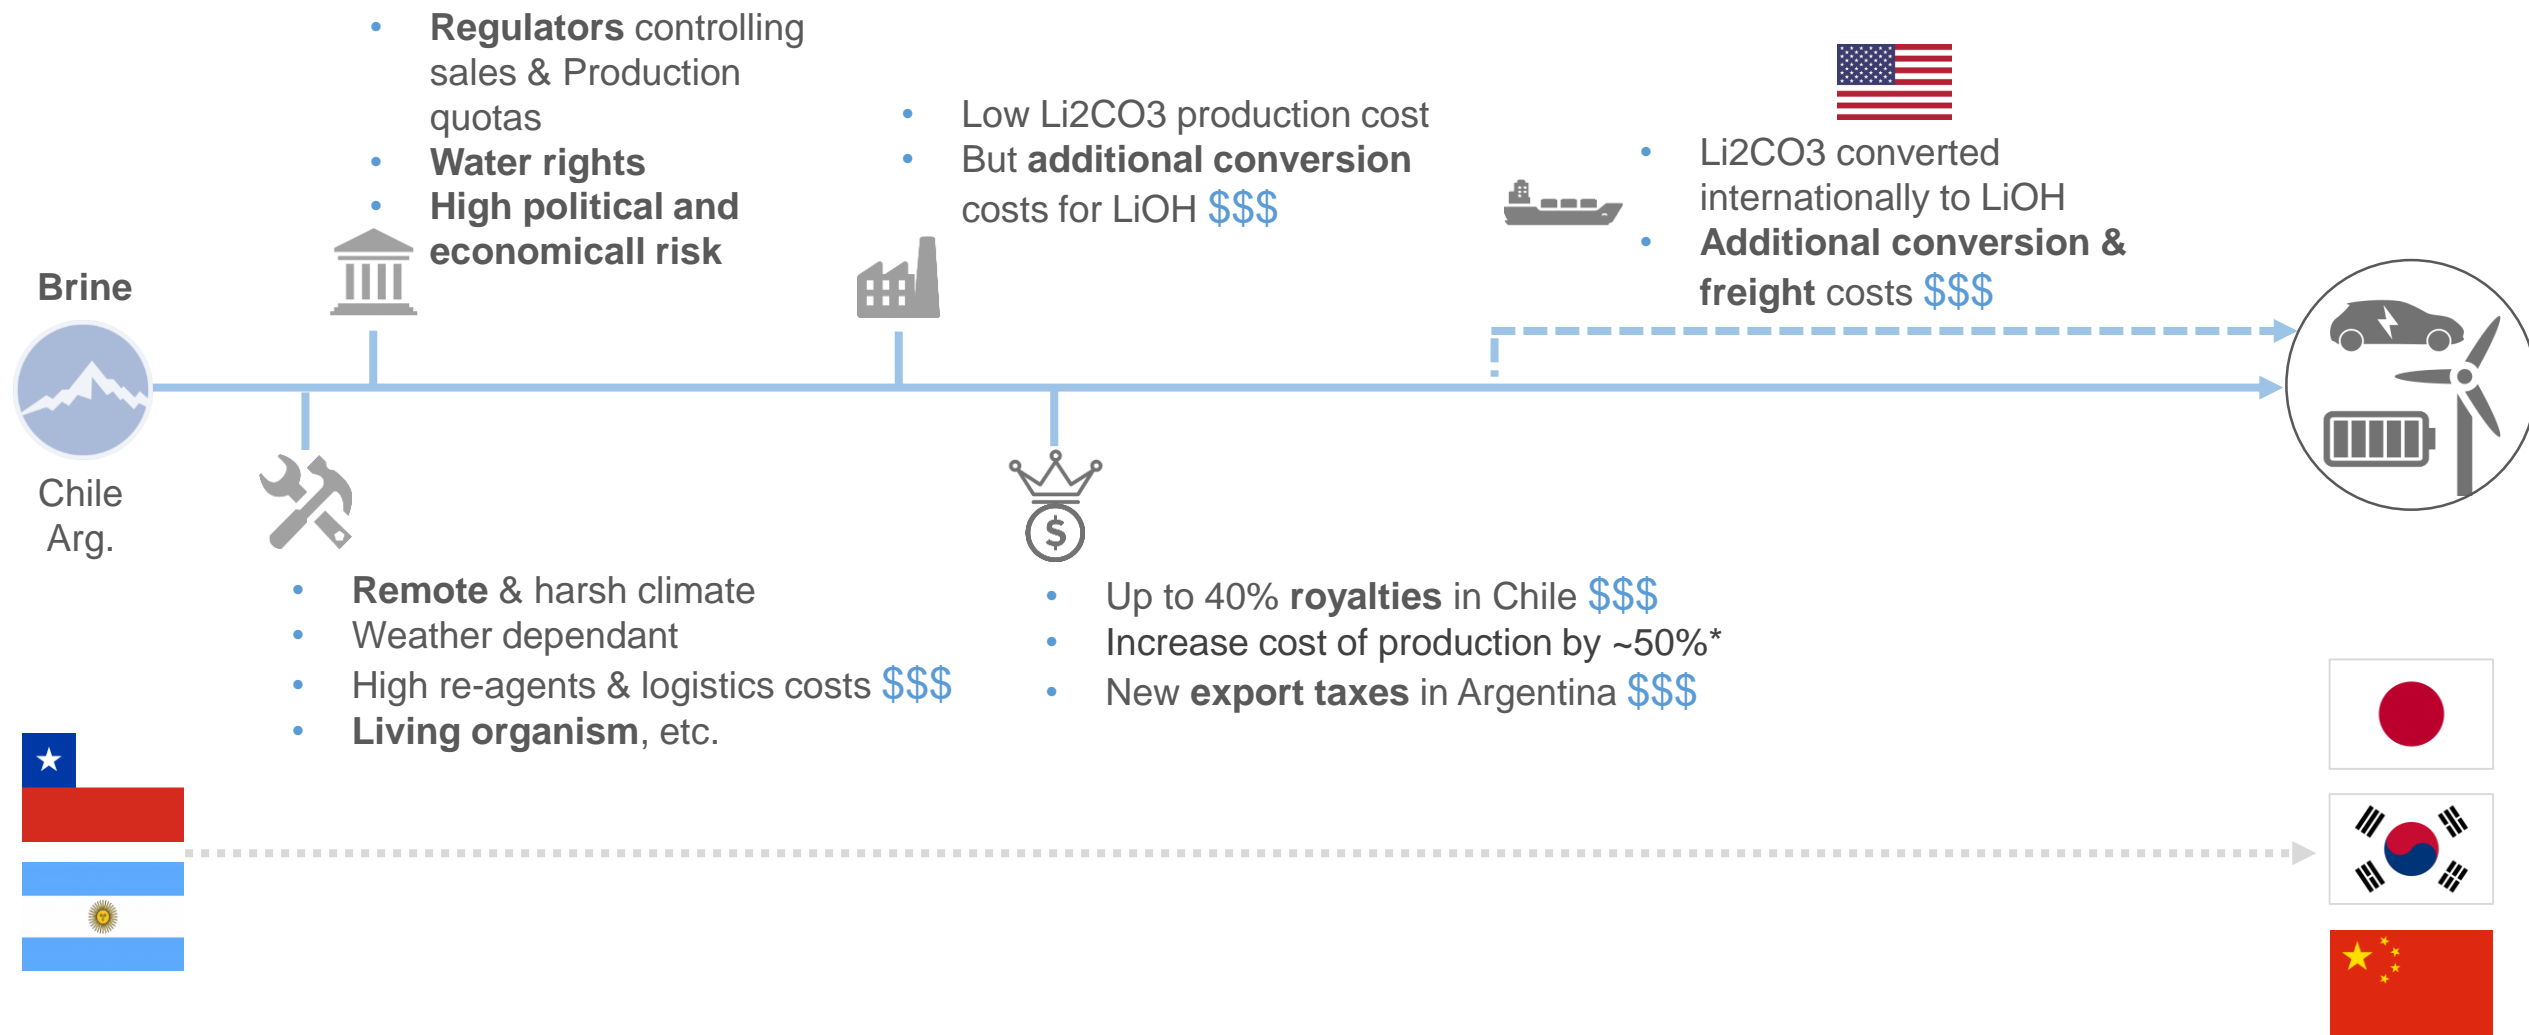 • Regulators controlling
sales & Production
quotas
• Water rights
• High political and
economicall risk
• Low Li2CO3 production cost
• But additional conversion
costs for LiOH $$$
• Li2CO3 converted
internationally to LiOH
• Additional conversion &
freight costs $$$
Brine
Chile
Arg.
• Remote & harsh climate
• Weather dependant
• High re-agents & logistics costs $$$
• Living organism, etc.
$
• Up to 40% royalties in Chile $$$
• Increase cost of production by ~50%*
• New export taxes in Argentina $$$